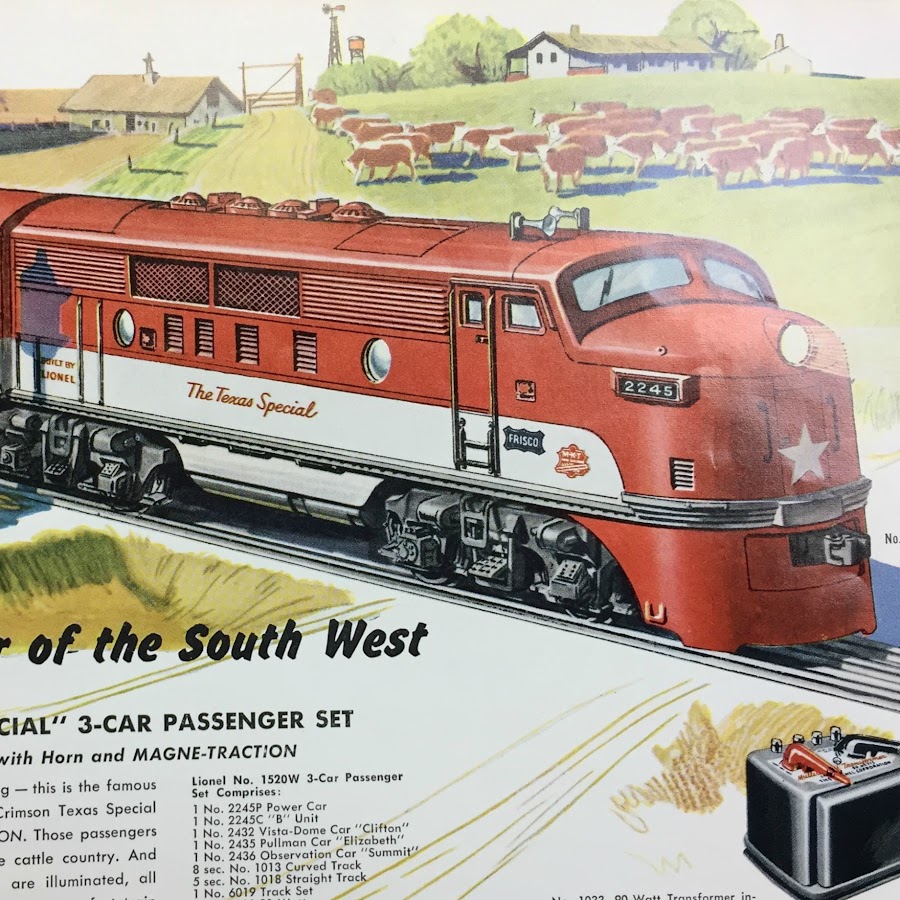 BUILT BY
LIONEL
The Texas Special
2245
FRISCO
M-K-T
No.
r of the South West
CIAL" 3-CAR PASSENGER SET
with Horn and MAGNE-TRACTION
g — this is the famous
Crimson Texas Special
ON. Those passengers
e cattle country. And
are illuminated, all
Lionel No. 1520W 3-Car Passenger
Set Comprises:
1 No. 2245P Power Car
1 No. 2245C "B" Unit
1 No. 2432 Vista-Dome Car "Clifton"
1 No. 2435 Pullman Car "Elizabeth"
1 No. 2436 Observation Car "Summit"
8 sec. No. 1013 Curved Track
5 sec. No. 1018 Straight Track
1 No. 6019 Track Set
No. 1033 90 Watt Transformer in-